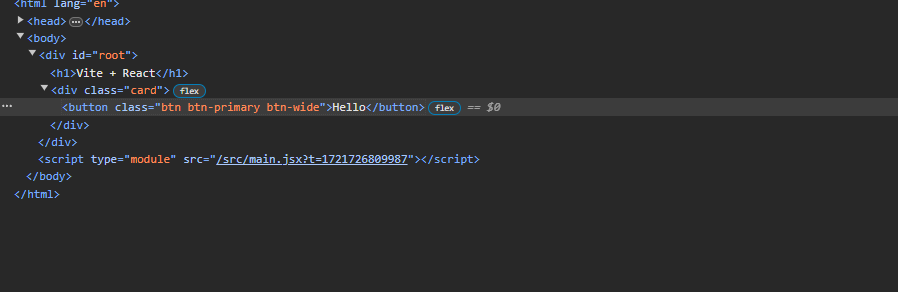 <html lang="en">
<head>…</head>
<body>
<div id="root">
<h1>Vite + React</h1>
<div class="card"> flex
… <button class="btn btn-primary btn-wide">Hello</button> flex == $0
</div>
</div>
<script type="module" src="/src/main.jsx?t=1721726809987"></script>
</body>
</html>